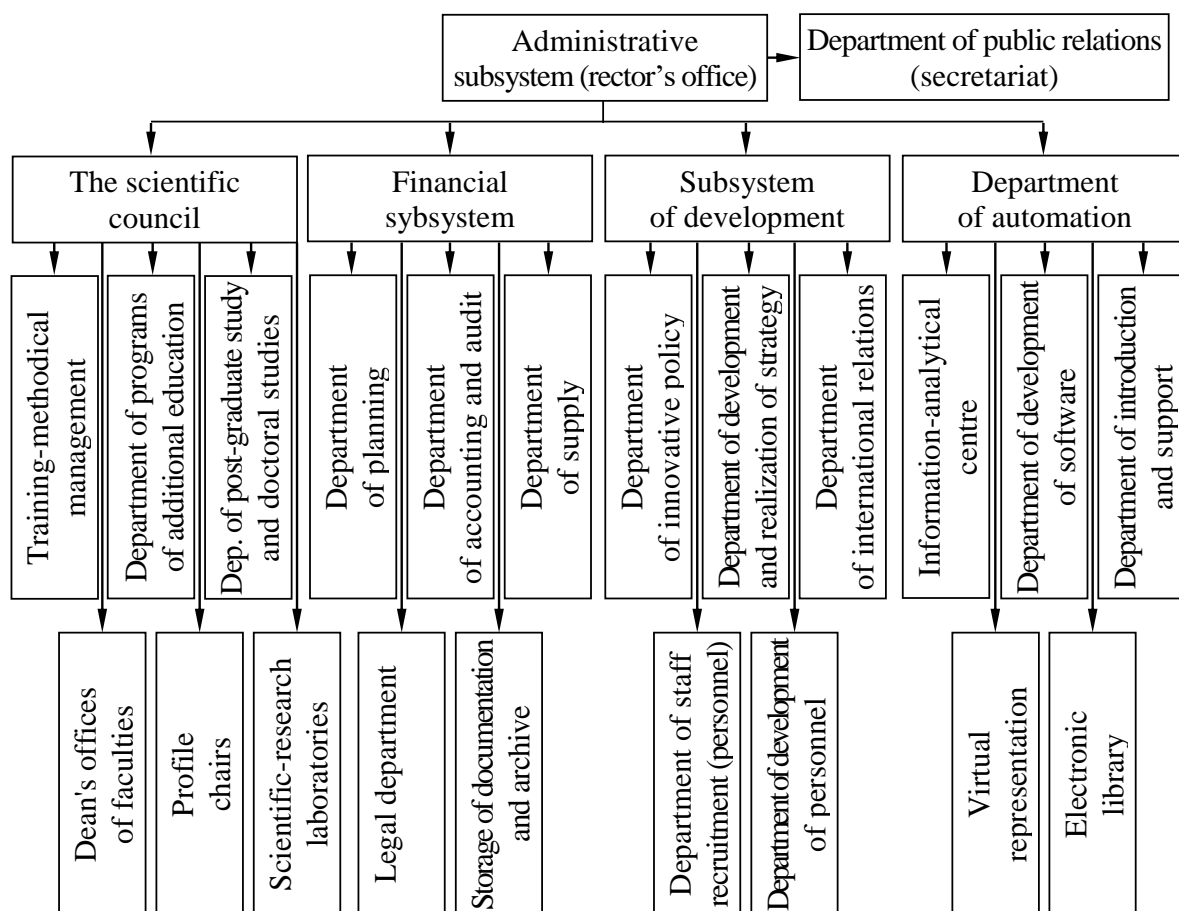 Administrative
subsystem (rector’s office)
Department of public relations
(secretariat)
The scientific
council
Financial
sybsystem
Subsystem
of development
Department
of automation
Training-methodical
management
Department of programs
of additional education
Dep. of post-graduate study
and doctoral studies
Department
of planning
Department
of accounting and audit
Department
of supply
Department
of innovative policy
Department of development
and realization of strategy
Department
of international relations
Information-analytical
centre
Department of development
of software
Department of introduction
and support
Dean's offices
of faculties
Profile
chairs
Scientific-research
laboratories
Legal department
Storage of documentation
and archive
Department of staff
recruitment (personnel)
Department of development
of personnel
Virtual
representation
Electronic
library